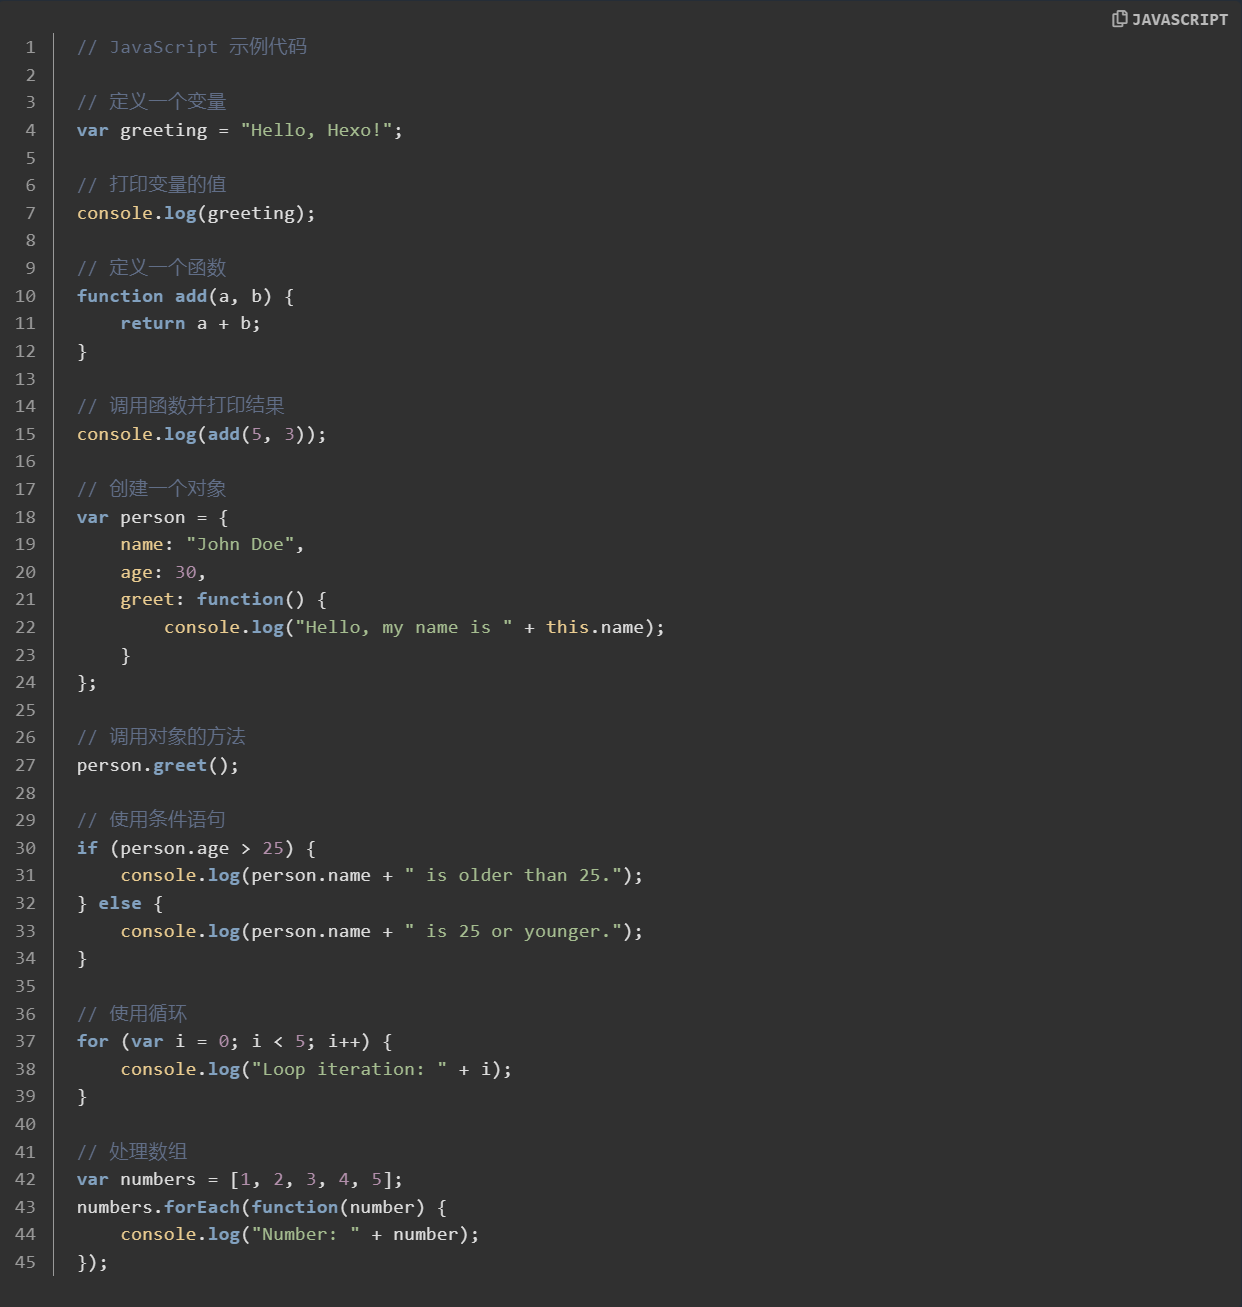 JAVASCRIPT
1 // JavaScript 示例代码
2
3 // 定义一个变量
4 var greeting = "Hello, Hexo!";
5
6 // 打印变量的值
7 console.log(greeting);
8
9 // 定义一个函数
10 function add(a, b) {
11     return a + b;
12 }
13
14 // 调用函数并打印结果
15 console.log(add(5, 3));
16
17 // 创建一个对象
18 var person = {
19     name: "John Doe",
20     age: 30,
21     greet: function() {
22         console.log("Hello, my name is " + this.name);
23     }
24 };
25
26 // 调用对象的方法
27 person.greet();
28
29 // 使用条件语句
30 if (person.age > 25) {
31     console.log(person.name + " is older than 25.");
32 } else {
33     console.log(person.name + " is 25 or younger.");
34 }
35
36 // 使用循环
37 for (var i = 0; i < 5; i++) {
38     console.log("Loop iteration: " + i);
39 }
40
41 // 处理数组
42 var numbers = [1, 2, 3, 4, 5];
43 numbers.forEach(function(number) {
44     console.log("Number: " + number);
45 });